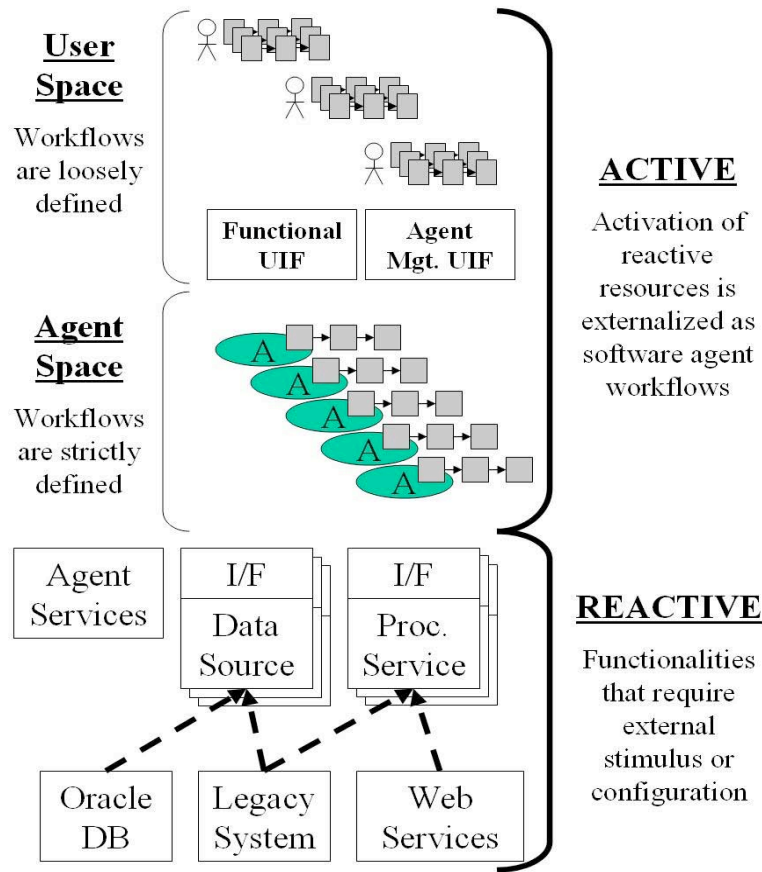 User
Space
Workflows
are loosely
defined
Functional
UIF
Agent
Mgt. UIF
Agent
Space
Workflows
are strictly
defined
A
A
A
A
A
ACTIVE
Activation of
reactive
resources is
externalized as
software agent
workflows
Agent
Services
I/F
Data
Source
I/F
Proc.
Service
Oracle
DB
Legacy
System
Web
Services
REACTIVE
Functionalities
that require
external
stimulus or
configuration